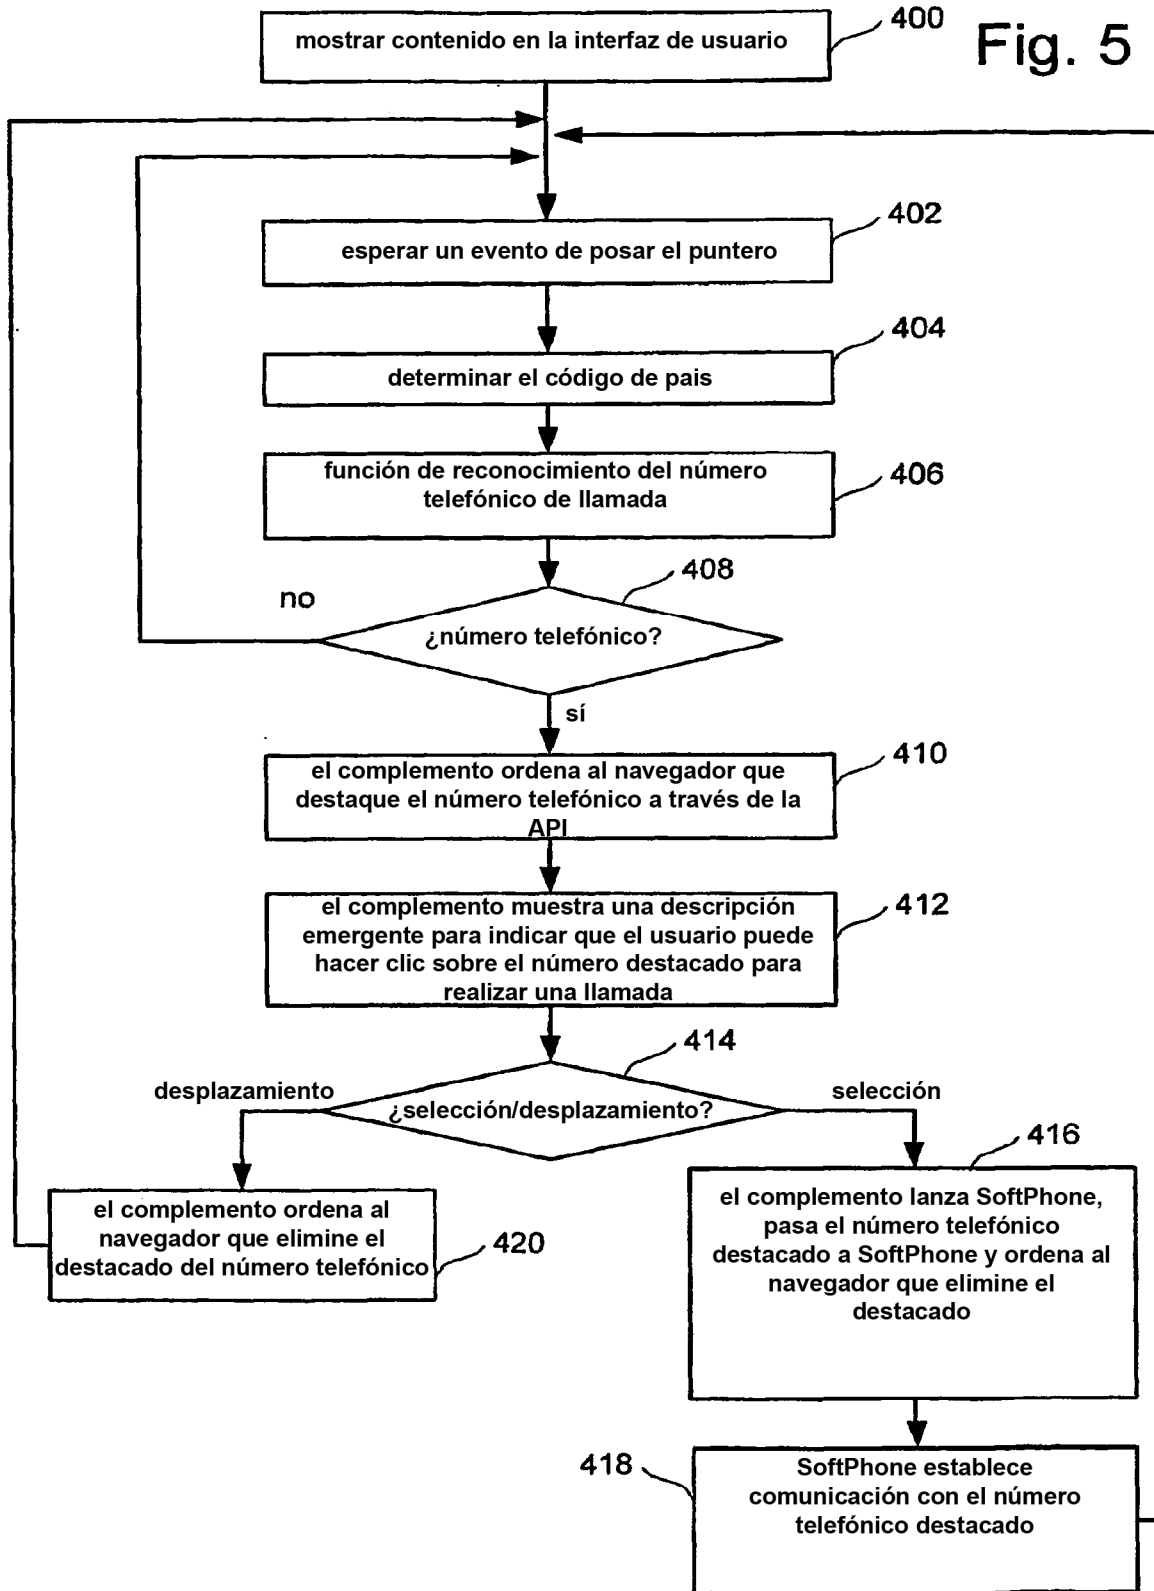 400
Fig. 5
mostrar contenido en la interfaz de usuario
402
esperar un evento de posar el puntero
404
determinar el código de pais
406
función de reconocimiento del número
telefónico de llamada
408
no
¿número telefónico?
sí
410
el complemento ordena al navegador que
destaque el número telefónico a través de la
API
412
el complemento muestra una descripción
emergente para indicar que el usuario puede
hacer clic sobre el número destacado para
realizar una llamada
414
desplazamiento
selección
¿selección/desplazamiento?
416
el complemento ordena al
navegador que elimine el
destacado del número telefónico
420
el complemento lanza SoftPhone,
pasa el número telefónico
destacado a SoftPhone y ordena al
navegador que elimine el
destacado
418
SoftPhone establece
comunicación con el número
telefónico destacado